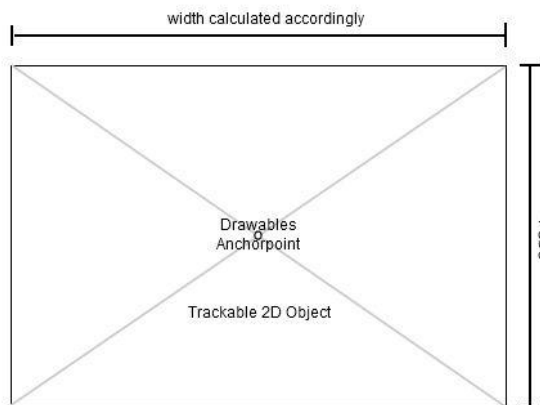 width calculated accordingly
Drawables
Anchorpoint
Trackable 2D Object